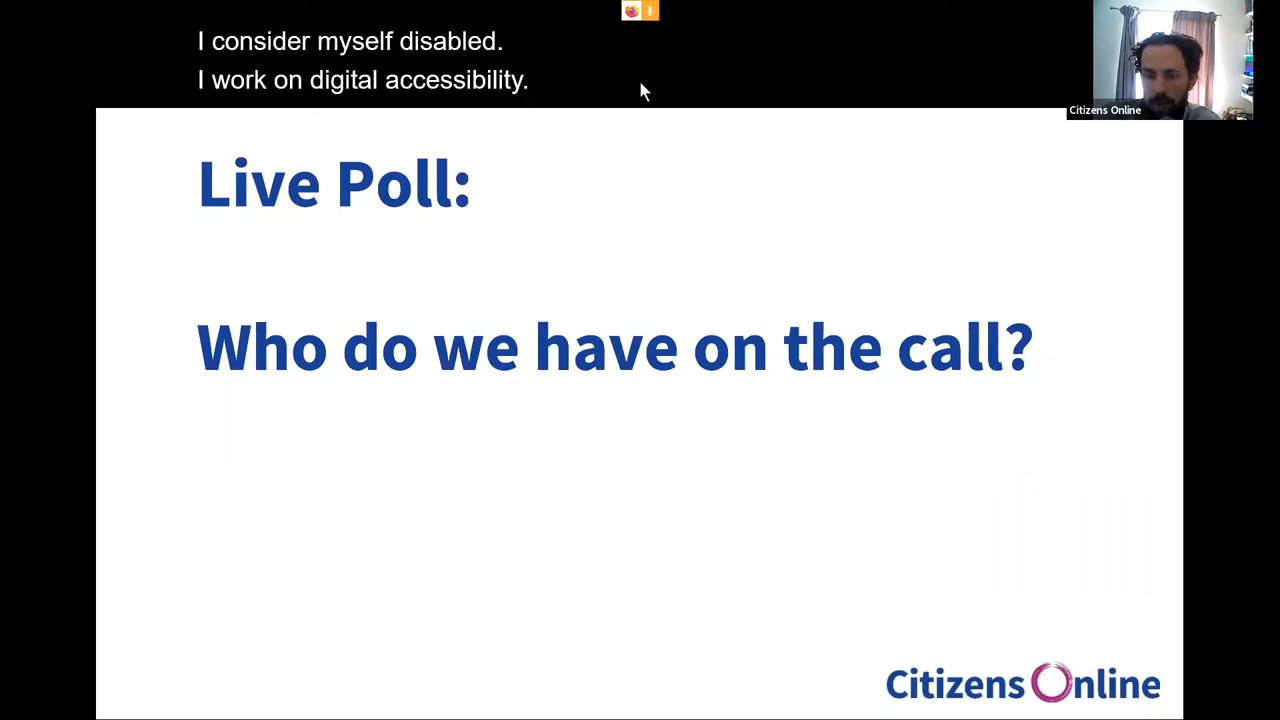 I consider myself disabled.
I work on digital accessibility.
Citizens Online
Live Poll:
Who do we have on the call?
Citizens Online